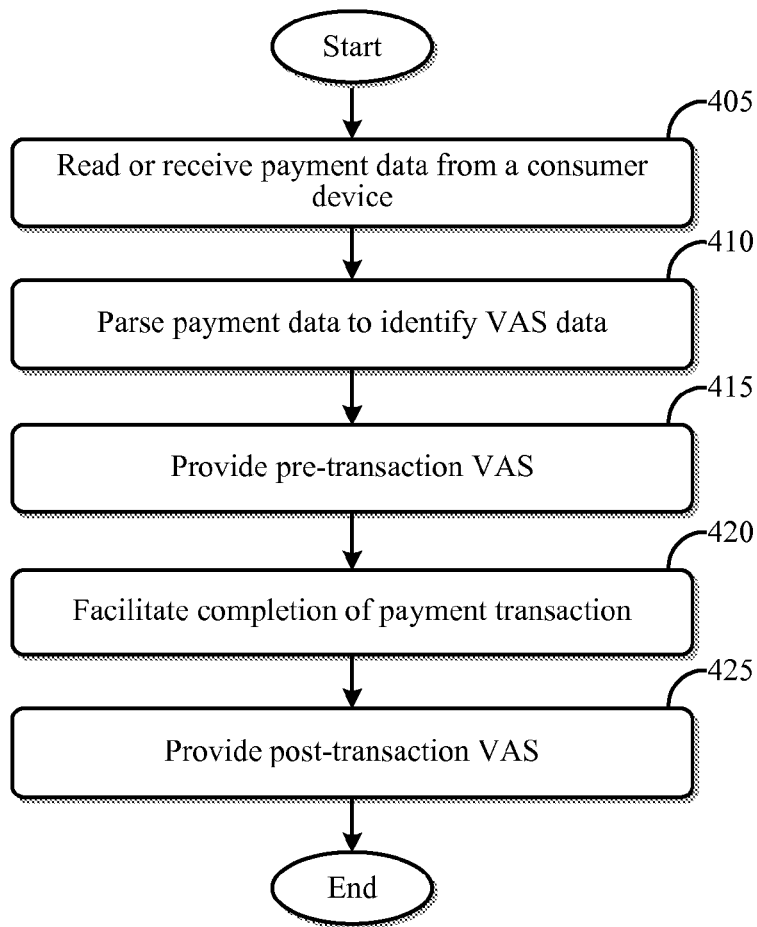 Start
405
Read or receive payment data from a consumer
device
410
Parse payment data to identify VAS data
415
Provide pre-transaction VAS
420
Facilitate completion of payment transaction
425
Provide post-transaction VAS
End